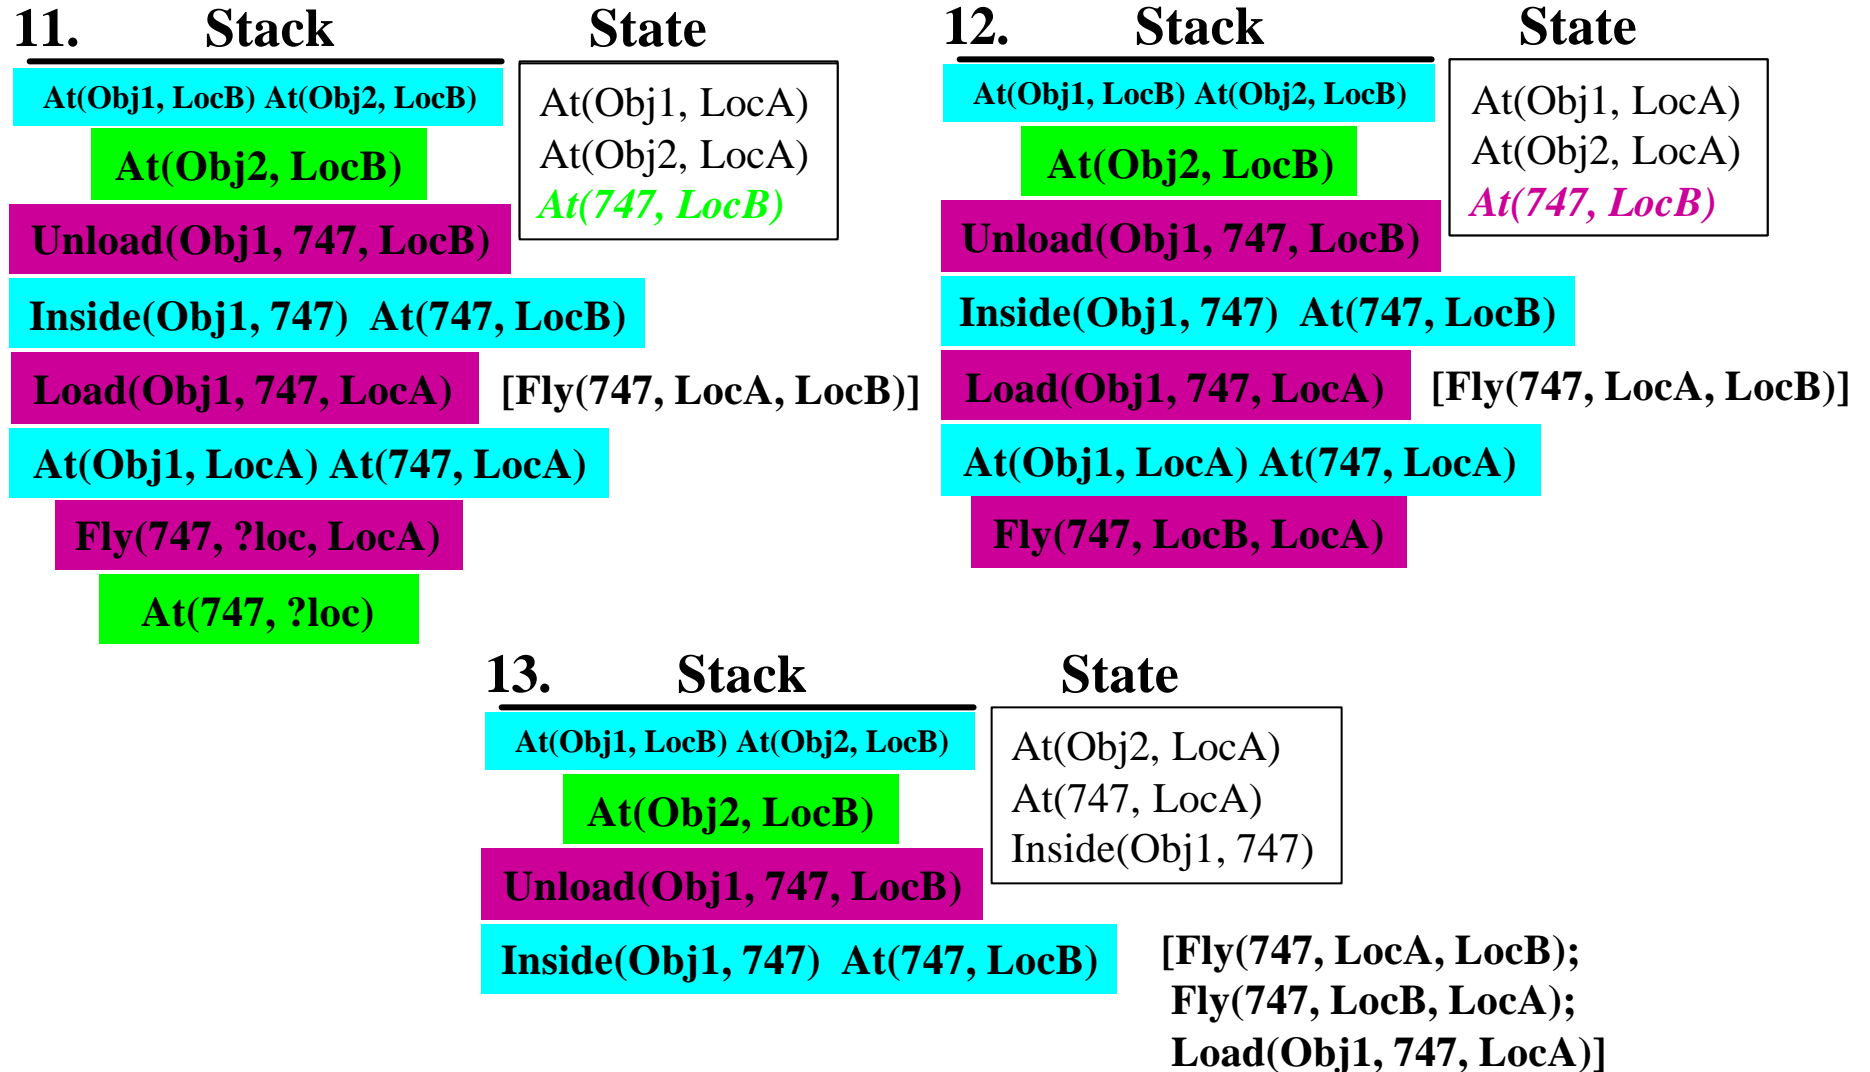 11. Stack State
At(Obj1, LocB) At(Obj2, LocB)
At(Obj2, LocB)
Unload(Obj1, 747, LocB)
Inside(Obj1, 747) At(747, LocB)
Load(Obj1, 747, LocA)
At(Obj1, LocA) At(747, LocA)
Fly(747, ?loc, LocA)
At(747, ?loc)
At(Obj1, LocA)
At(Obj2, LocA)
At(747, LocB)
[Fly(747, LocA, LocB)]
12. Stack State
At(Obj1, LocB) At(Obj2, LocB)
At(Obj2, LocB)
Unload(Obj1, 747, LocB)
Inside(Obj1, 747) At(747, LocB)
Load(Obj1, 747, LocA)
At(Obj1, LocA) At(747, LocA)
Fly(747, LocB, LocA)
At(Obj1, LocA)
At(Obj2, LocA)
At(747, LocB)
[Fly(747, LocA, LocB)]
13. Stack State
At(Obj1, LocB) At(Obj2, LocB)
At(Obj2, LocB)
Unload(Obj1, 747, LocB)
Inside(Obj1, 747) At(747, LocB)
At(Obj2, LocA)
At(747, LocA)
Inside(Obj1, 747)
[Fly(747, LocA, LocB);
Fly(747, LocB, LocA);
Load(Obj1, 747, LocA)]